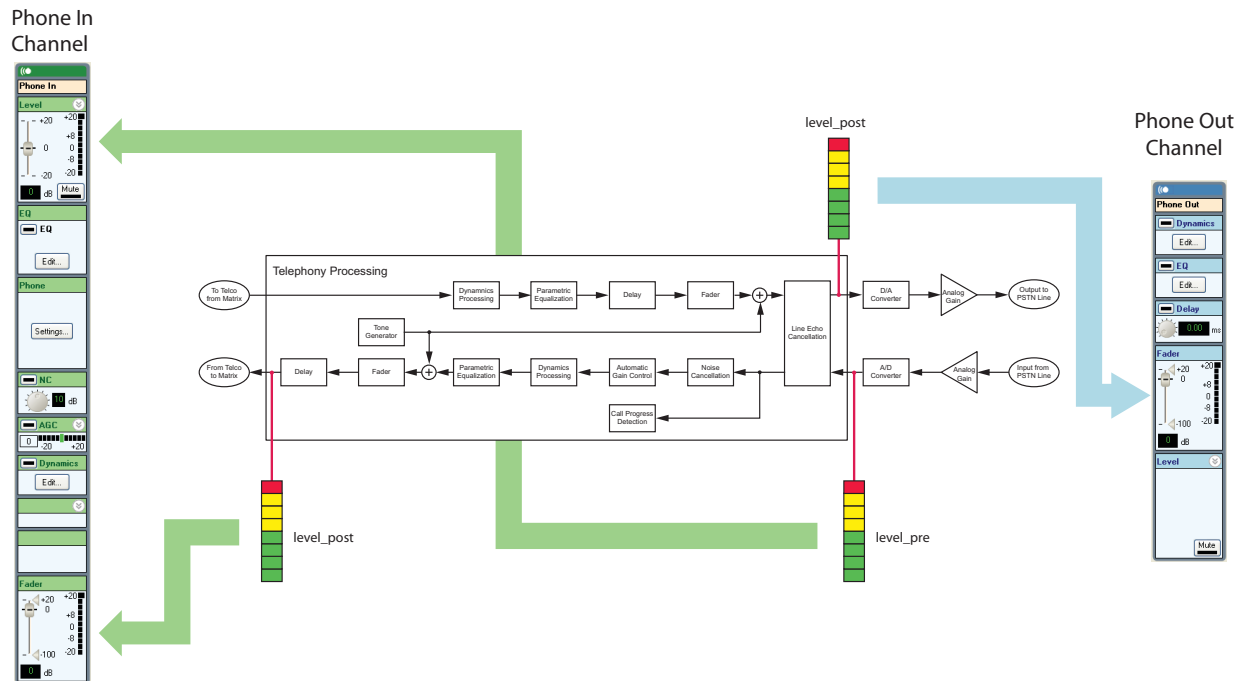 Phone In
Channel
Phone In
Level
+20
+20
+8
0
0
-8
-20
-20
0 dB Mute
EQ
EQ
Edit...
Phone
Settings...
NC
10 dB
AGC
0
-20 +20
Dynamics
Edit...
Fader
+20
+20
0
+8
0
-8
-100
-20
0 dB
level_post
Telephony Processing
To Telco
from Matrix
Dynamnics
Processing
Parametric
Equalization
Delay
Fader
+
Line Echo
Cancellation
D/A
Converter
Analog
Gain
Output to
PSTN Line
Tone
Generator
From Telco
to Matrix
Delay
Fader
+
Parametric
Equalization
Dynamics
Processing
Automatic
Gain Control
Noise
Cancellation
A/D
Converter
Analog
Gain
Input from
PSTN Line
Call Progress
Detection
level_post
level_pre
Phone Out
Channel
Phone Out
Dynamics
Edit...
EQ
Edit...
Delay
0.00 ms
Fader
+20
+20
0
+8
0
-8
-100
-20
0 dB
Level
Mute